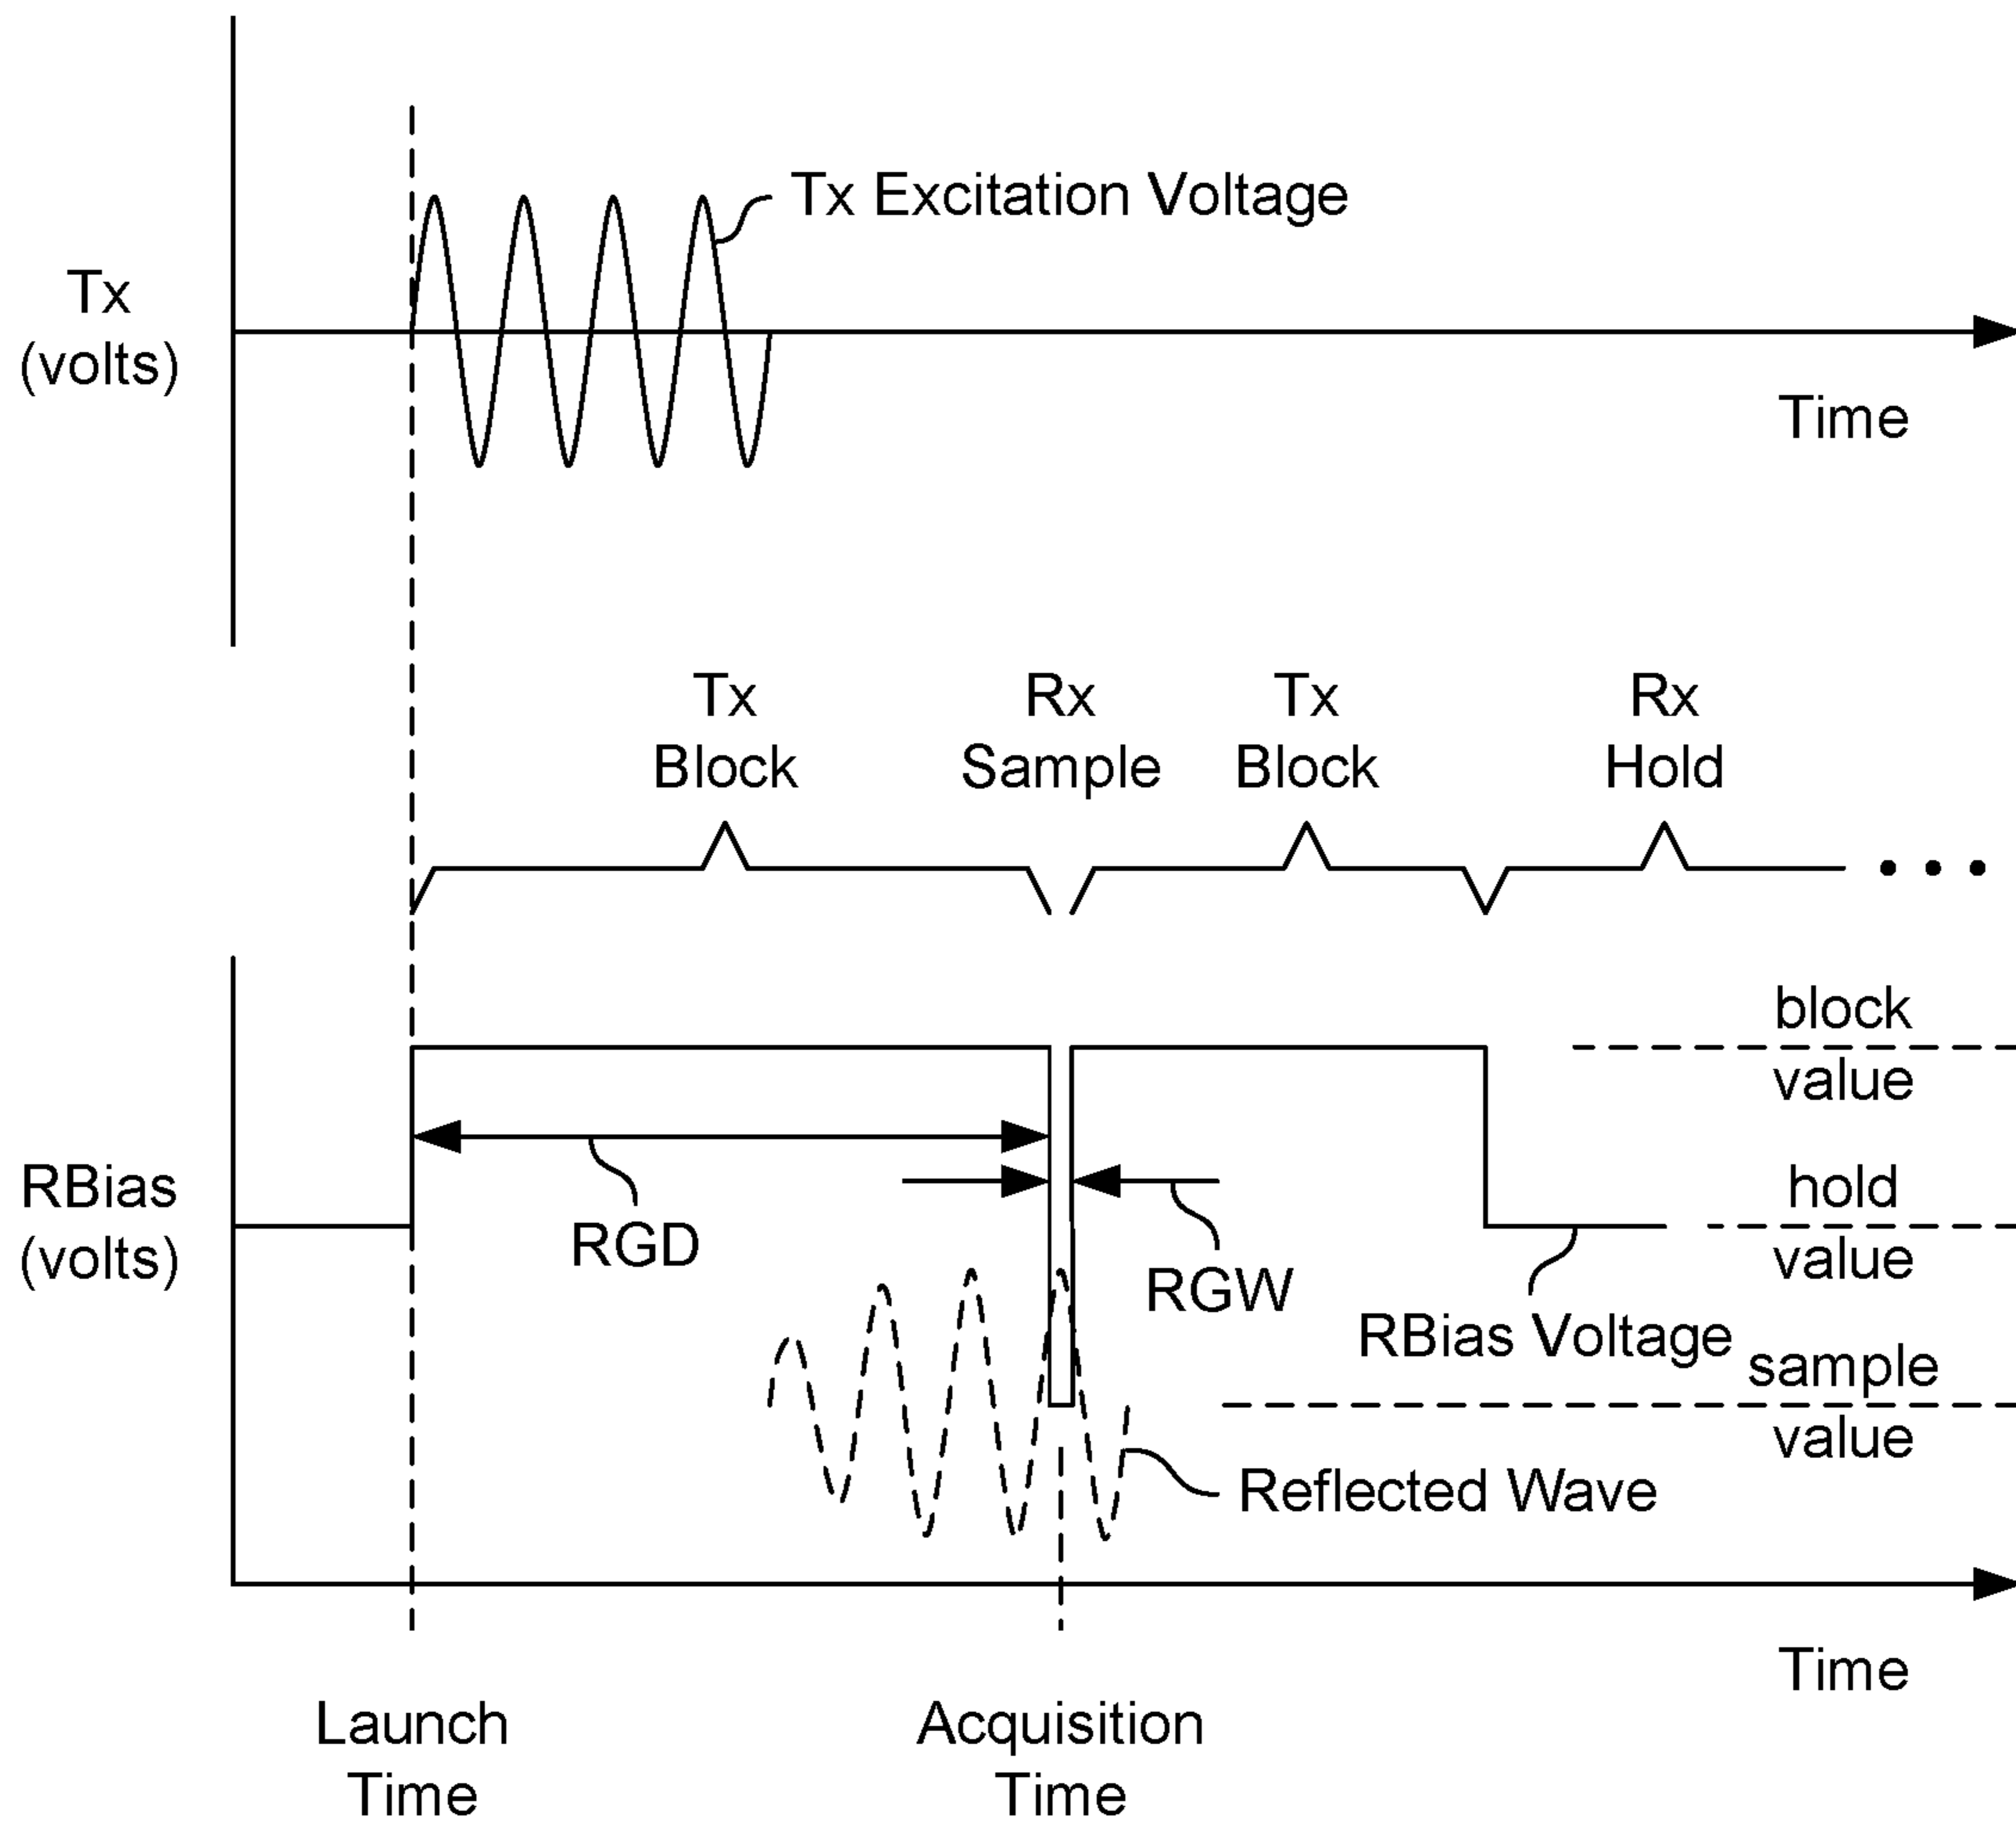 Tx Excitation Voltage
Tx
(volts)
Time
Tx
Block
Rx
Sample
Tx
Block
Rx
Hold
block
value
RBias
(volts)
RGD
RGW
hold
value
RBias Voltage
sample
value
Reflected Wave
Time
Launch
Time
Acquisition
Time